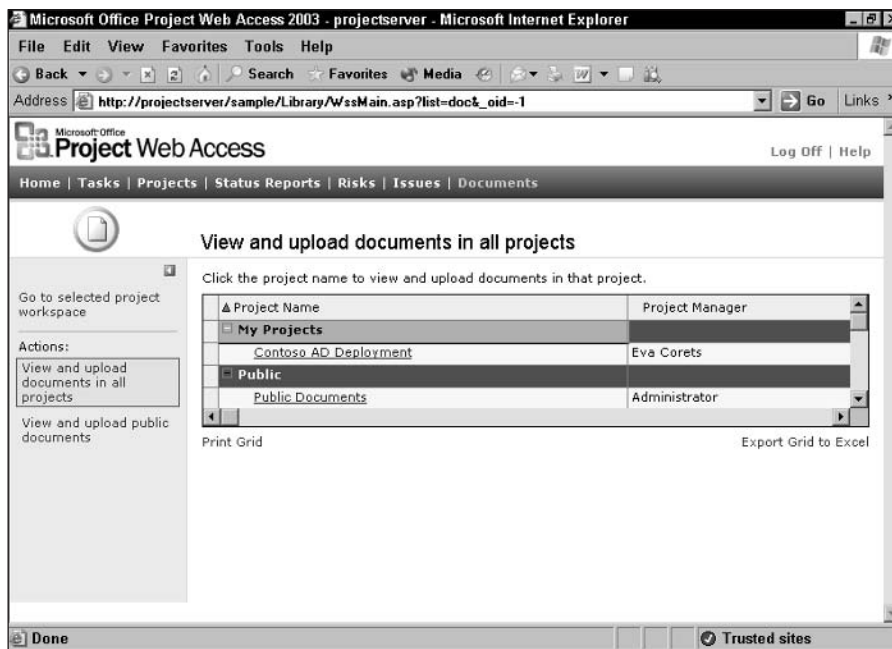 Microsoft Office Project Web Access 2003 - projectserver - Microsoft Internet Explorer
File Edit View Favorites Tools Help
Back Search Favorites Media
Address http://projectserver/sample/Library/WssMain.asp?list=doc&_oid=-1 Go Links
Microsoft Office
Project Web Access
Log Off | Help
Home | Tasks | Projects | Status Reports | Risks | Issues | Documents
View and upload documents in all projects
Click the project name to view and upload documents in that project.
Go to selected project
workspace
Actions:
View and upload
documents in all
projects
View and upload public
documents
Project Name Project Manager
My Projects
Contoso AD Deployment Eva Corets
Public
Public Documents Administrator
Print Grid Export Grid to Excel
Done Trusted sites